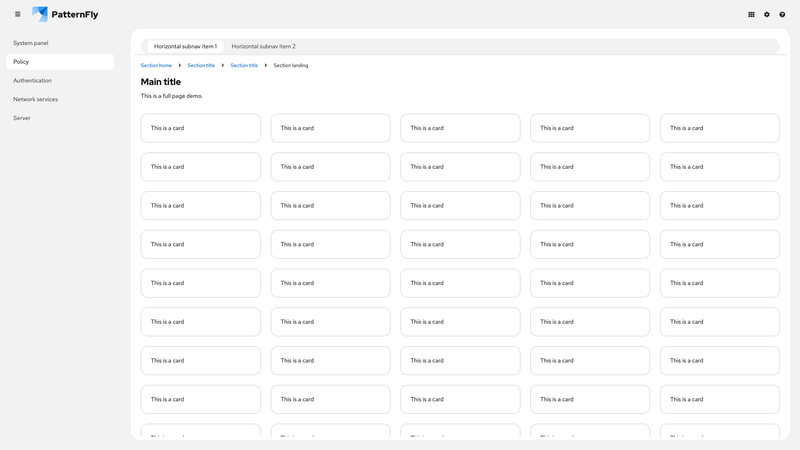 PatternFly
System panel
Policy
Authentication
Network services
Server
Horizontal subnav item 1 Horizontal subnav item 2
Section home Section title Section title Section landing
Main title
This is a full page demo.
This is a card This is a card This is a card This is a card This is a card
This is a card This is a card This is a card This is a card This is a card
This is a card This is a card This is a card This is a card This is a card
This is a card This is a card This is a card This is a card This is a card
This is a card This is a card This is a card This is a card This is a card
This is a card This is a card This is a card This is a card This is a card
This is a card This is a card This is a card This is a card This is a card
This is a card This is a card This is a card This is a card This is a card